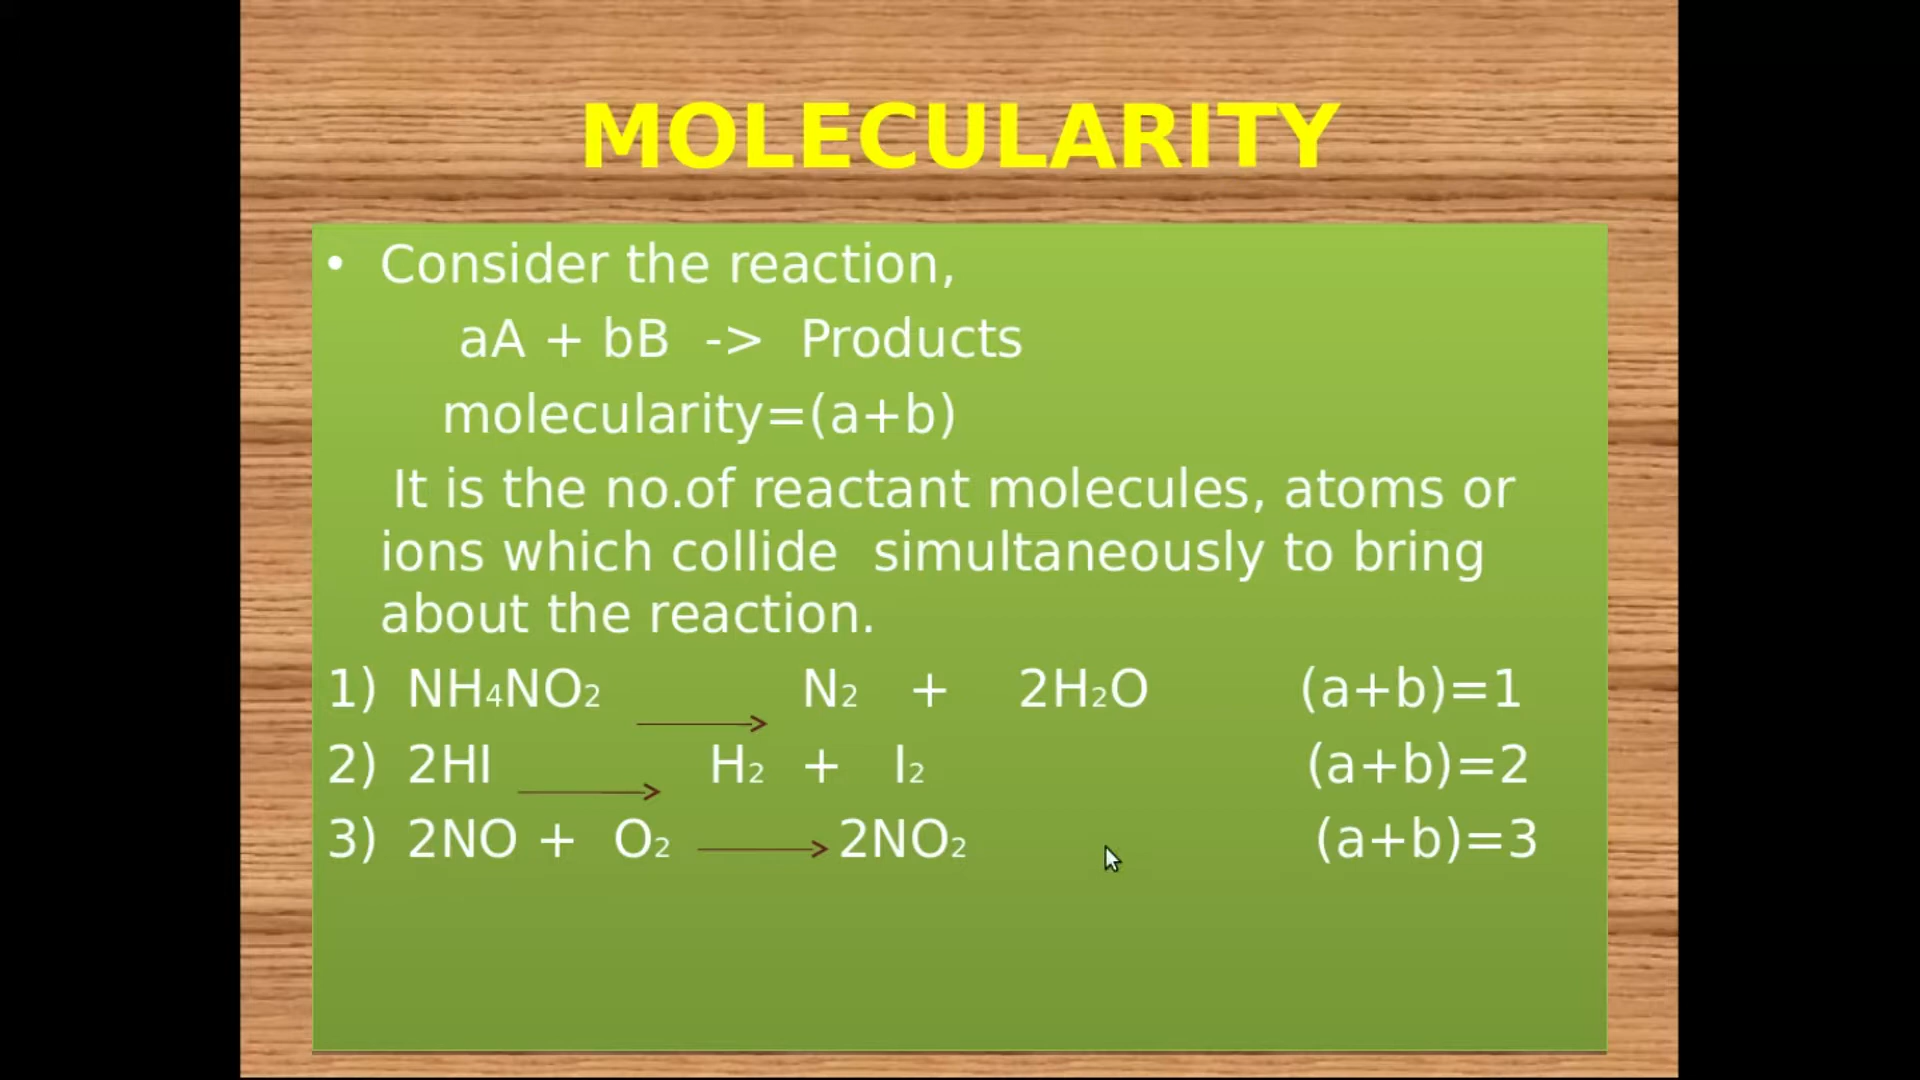 MOLECULARITY
• Consider the reaction,
aA + bB -> Products
molecularity=(a+b)
It is the no.of reactant molecules, atoms or
ions which collide simultaneously to bring
about the reaction.
1) NH₄NO₂ → N₂ + 2H₂O (a+b)=1
2) 2HI → H₂ + I₂ (a+b)=2
3) 2NO + O₂ → 2NO₂ (a+b)=3